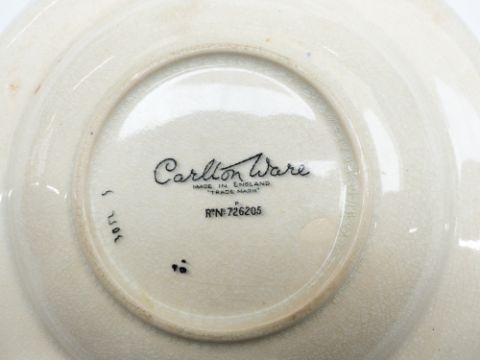 Carlton Ware
MADE IN ENGLAND
"TRADE MARK"
P
RᵈNº 726205